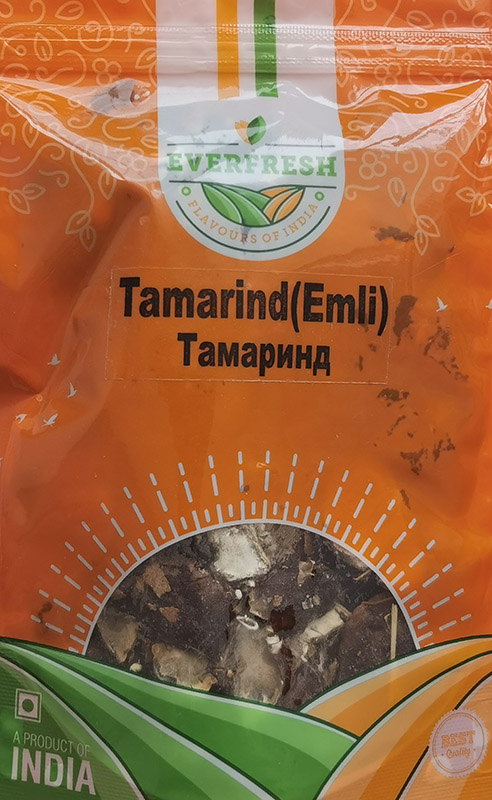 EVERFRESH
FLAVOURS OF INDIA
Tamarind(Emli)
Тамаринд
A PRODUCT OF
INDIA
BEST
Quality